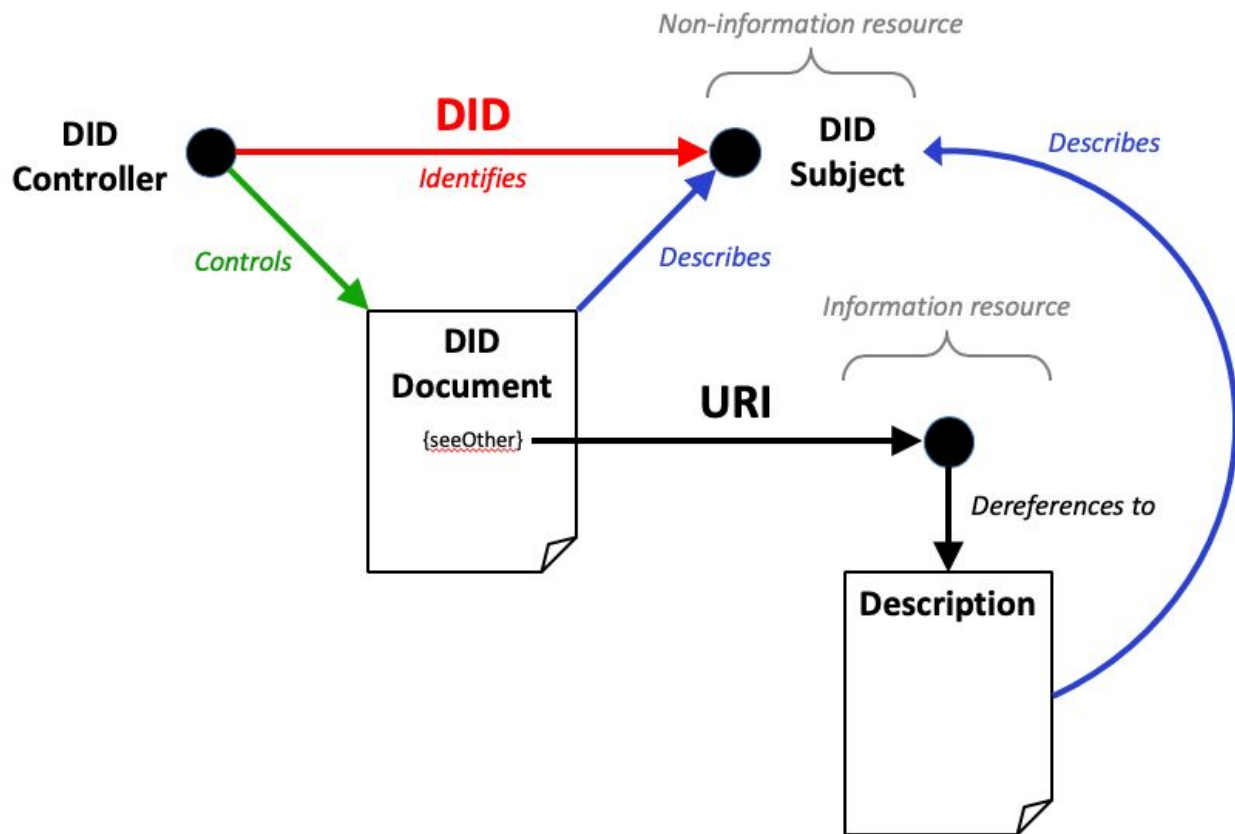 Non-information resource
DID
Controller
DID
Identifies
DID
Subject
Describes
Controls
Describes
Information resource
DID
Document
{seeOther}
URI
Dereferences to
Description